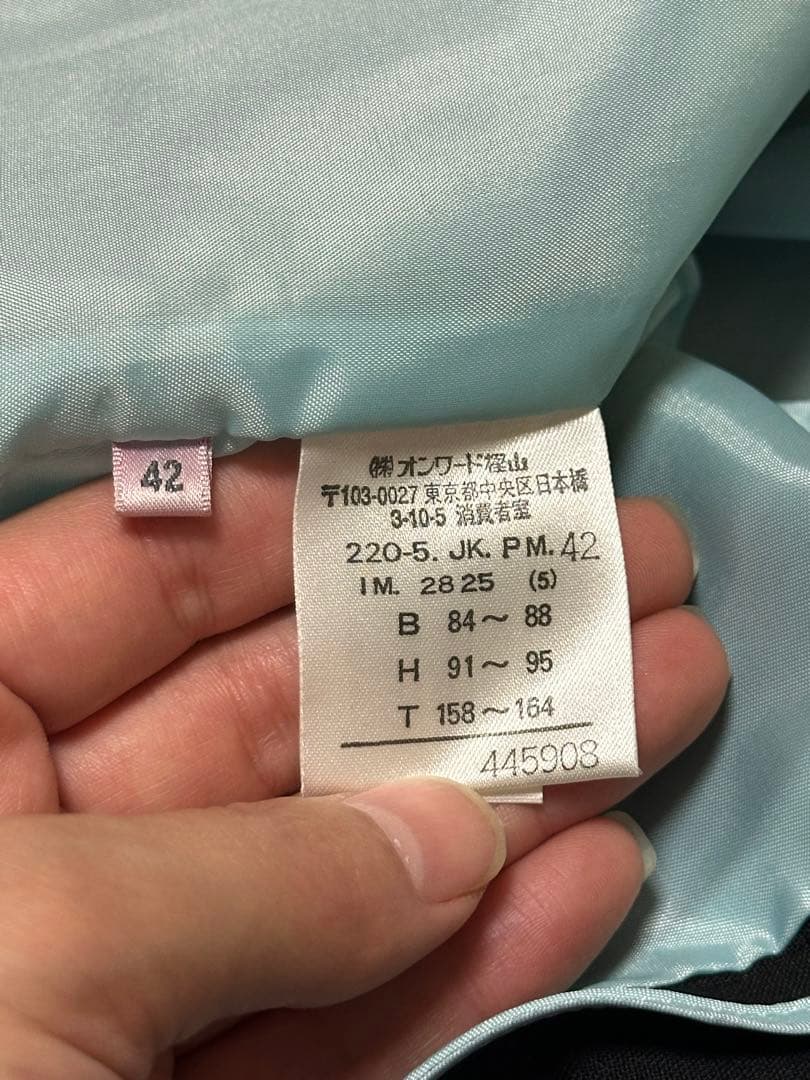 42
㈱オンワード樫山
〒103-0027 東京都中央区日本橋
3-10-5 消費者室
220-5. JK. PM. 42
IM. 2825 (5)
B 84～ 88
H 91～ 95
T 158～164
445908